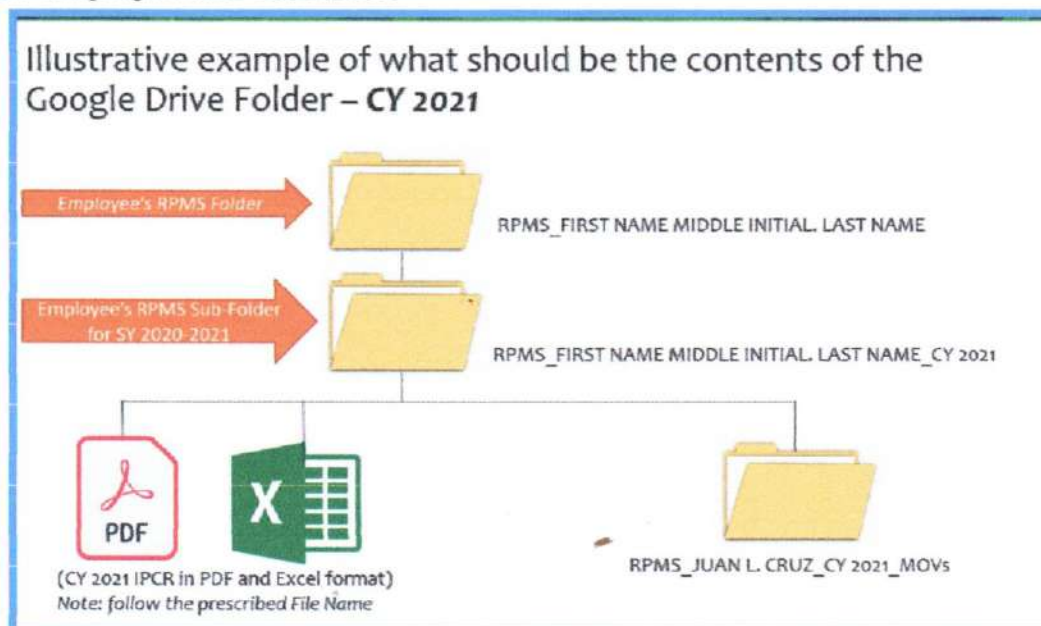 Illustrative example of what should be the contents of the
Google Drive Folder – CY 2021
Employee's RPMS Folder
RPMS_FIRST NAME MIDDLE INITIAL. LAST NAME
Employee's RPMS Sub-Folder
for SY 2020-2021
RPMS_FIRST NAME MIDDLE INITIAL. LAST NAME_CY 2021
PDF
X
(CY 2021 IPCR in PDF and Excel format)
Note: follow the prescribed File Name
RPMS_JUAN L. CRUZ_CY 2021_MOVs